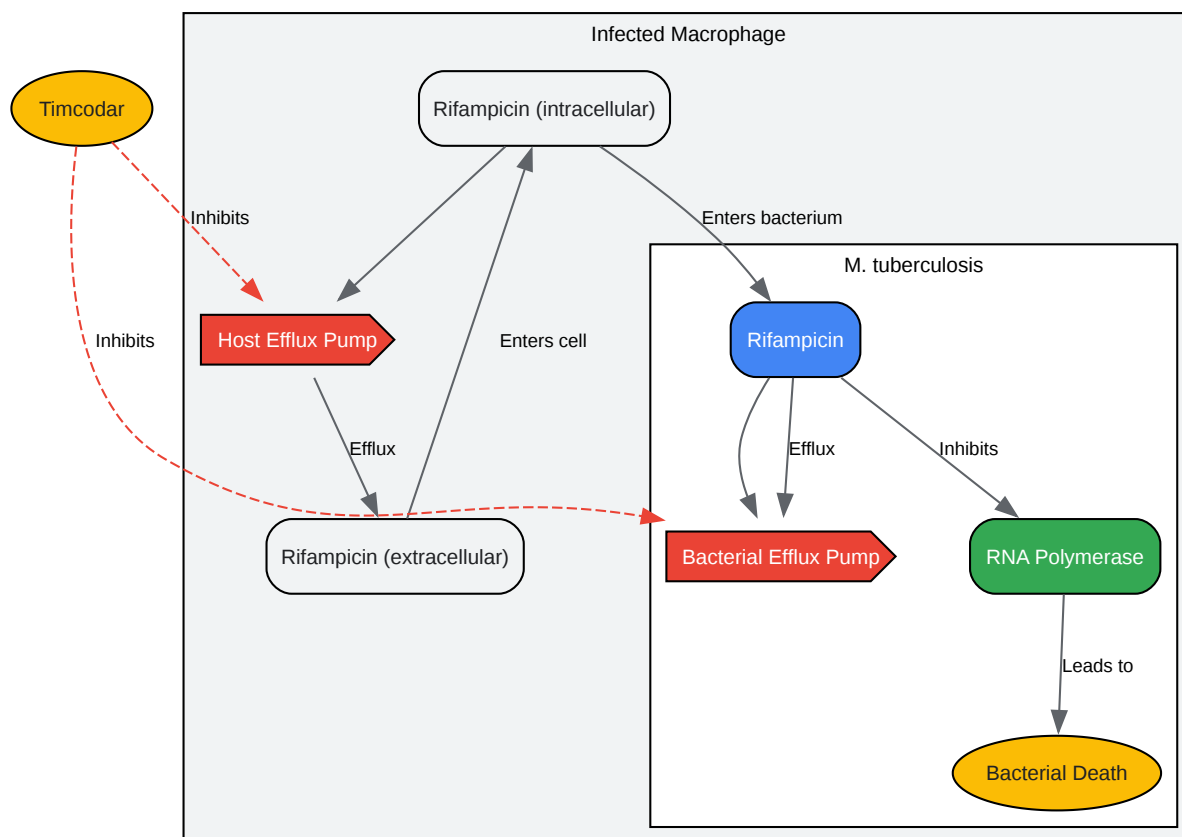 Infected Macrophage
Timcodar
Rifampicin (intracellular)
Inhibits
Enters bacterium
M. tuberculosis
Host Efflux Pump
Inhibits
Enters cell
Rifampicin
Efflux
Efflux
Inhibits
Rifampicin (extracellular)
Bacterial Efflux Pump
RNA Polymerase
Leads to
Bacterial Death